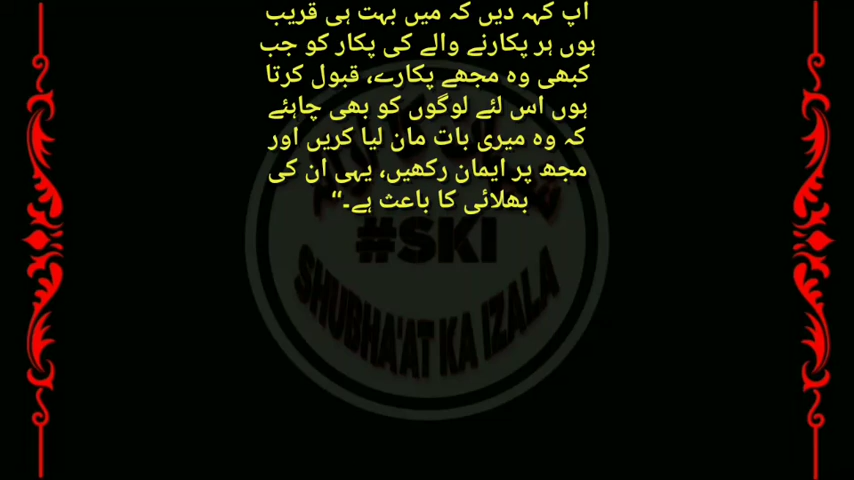 آپ کہہ دیں کہ میں بہت ہی قریب
ہوں ہر پکارنے والے کی پکار کو جب
کبھی وہ مجھے پکارے، قبول کرتا
ہوں اس لئے لوگوں کو بھی چاہئے
کہ وہ میری بات مان لیا کریں اور
مجھ پر ایمان رکھیں، یہی ان کی
بھلائی کا باعث ہے۔‘‘
#SKI
SHUBHA'AT KA IZALA